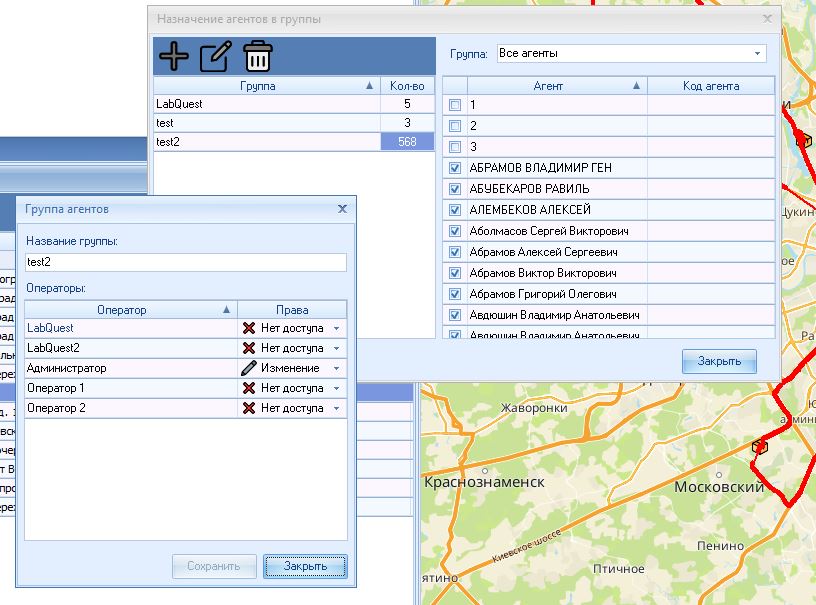 Назначение агентов в группы
Группа: Все агенты
Группа Кол-во
LabQuest 5
test 3
test2 568
Агент Код агента
1
2
3
АБРАМОВ ВЛАДИМИР ГЕН
АБУБЕКАРОВ РАВИЛЬ
АЛЕМБЕКОВ АЛЕКСЕЙ
Аболмасов Сергей Викторович
Абрамов Алексей Сергеевич
Абрамов Виктор Викторович
Абрамов Григорий Олегович
Авдюшин Владимир Анатольевич
Авдюшин Владимир Анатольевич
Закрыть
Группа агентов
Название группы:
test2
Операторы:
Оператор Права
LabQuest Нет доступа
LabQuest2 Нет доступа
Администратор Изменение
Оператор 1 Нет доступа
Оператор 2 Нет доступа
Сохранить Закрыть
Жаворонки
Краснознаменск
Московский
Киевское шоссе
Пенино
Птичное